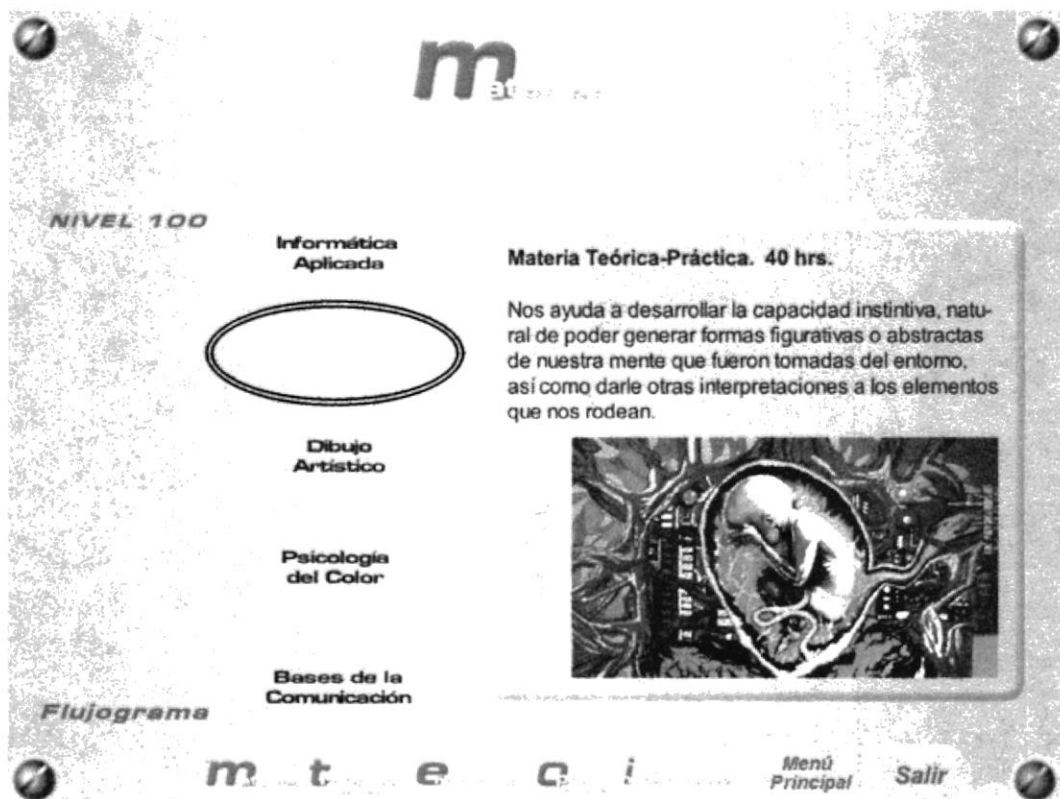 m
NIVEL 100
Informática
Aplicada
Materia Teórica-Práctica. 40 hrs.
Nos ayuda a desarrollar la capacidad instintiva, natu-
ral de poder generar formas figurativas o abstractas
de nuestra mente que fueron tomadas del entorno,
así como darle otras interpretaciones a los elementos
que nos rodean.
Dibujo
Artístico
Psicología
del Color
Bases de la
Comunicación
Flujograma
m t e c i
Menú
Principal
Salir